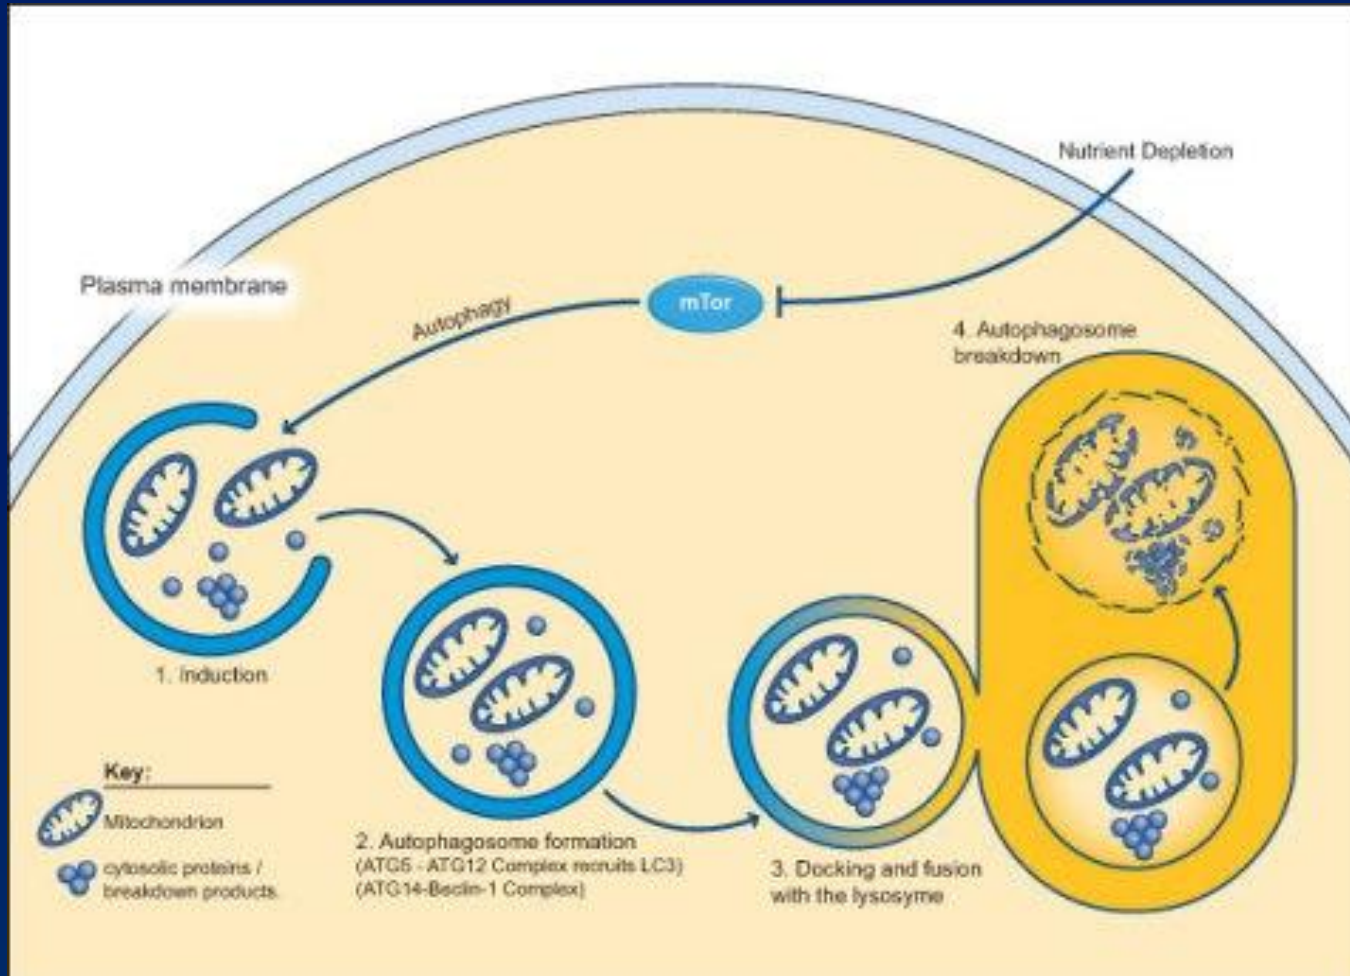 Nutrient Depletion
Plasma membrane
mTor
Autophagy
4. Autophagosome
breakdown
1. Induction
Key:
Mitochondrion
cytosolic proteins /
breakdown products.
2. Autophagosome formation
(ATG5 - ATG12 Complex recruits LC3)
(ATG14-Beclin-1 Complex)
3. Docking and fusion
with the lysosyme